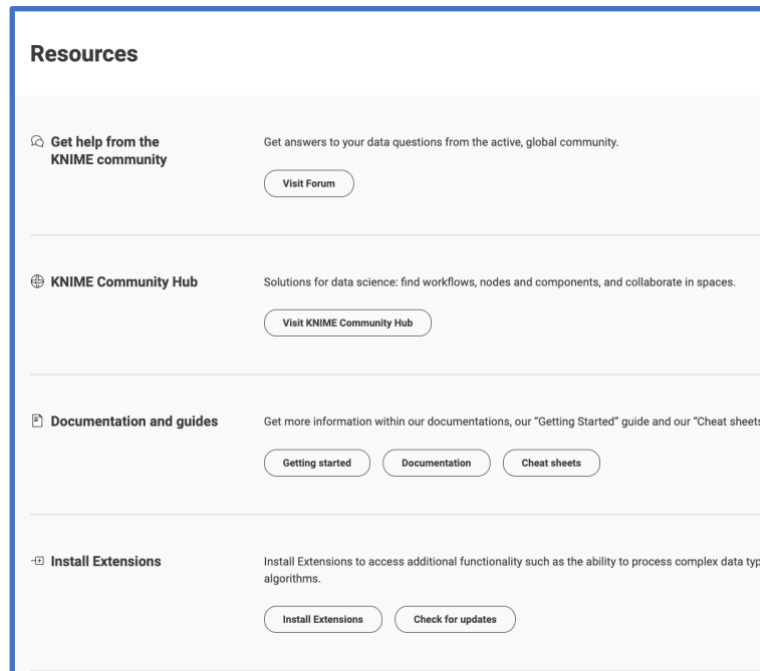 Resources
Get help from the
KNIME community
Get answers to your data questions from the active, global community.
Visit Forum
KNIME Community Hub
Solutions for data science: find workflows, nodes and components, and collaborate in spaces.
Visit KNIME Community Hub
Documentation and guides
Get more information within our documentations, our “Getting Started” guide and our “Cheat sheets
Getting started Documentation Cheat sheets
Install Extensions
Install Extensions to access additional functionality such as the ability to process complex data
algorithms.
Install Extensions Check for updates